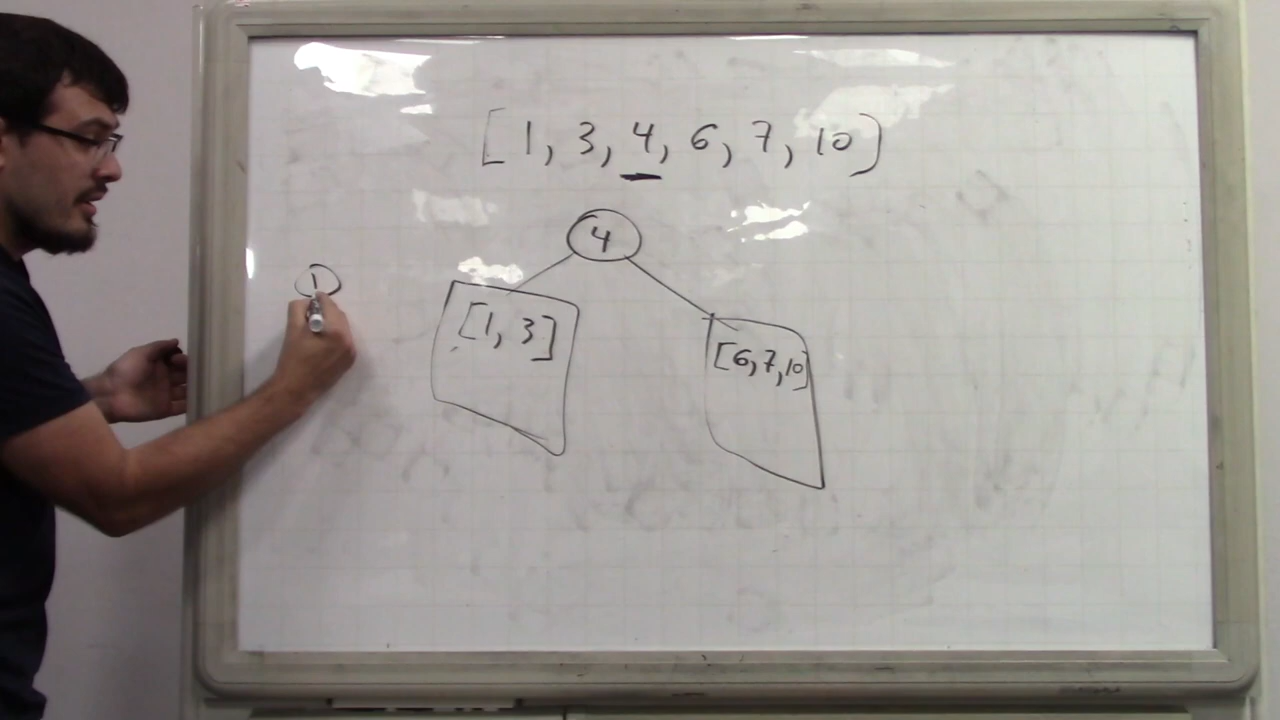 [1, 3, 4, 6, 7, 10]
4
1
[1, 3]
[6, 7, 10]